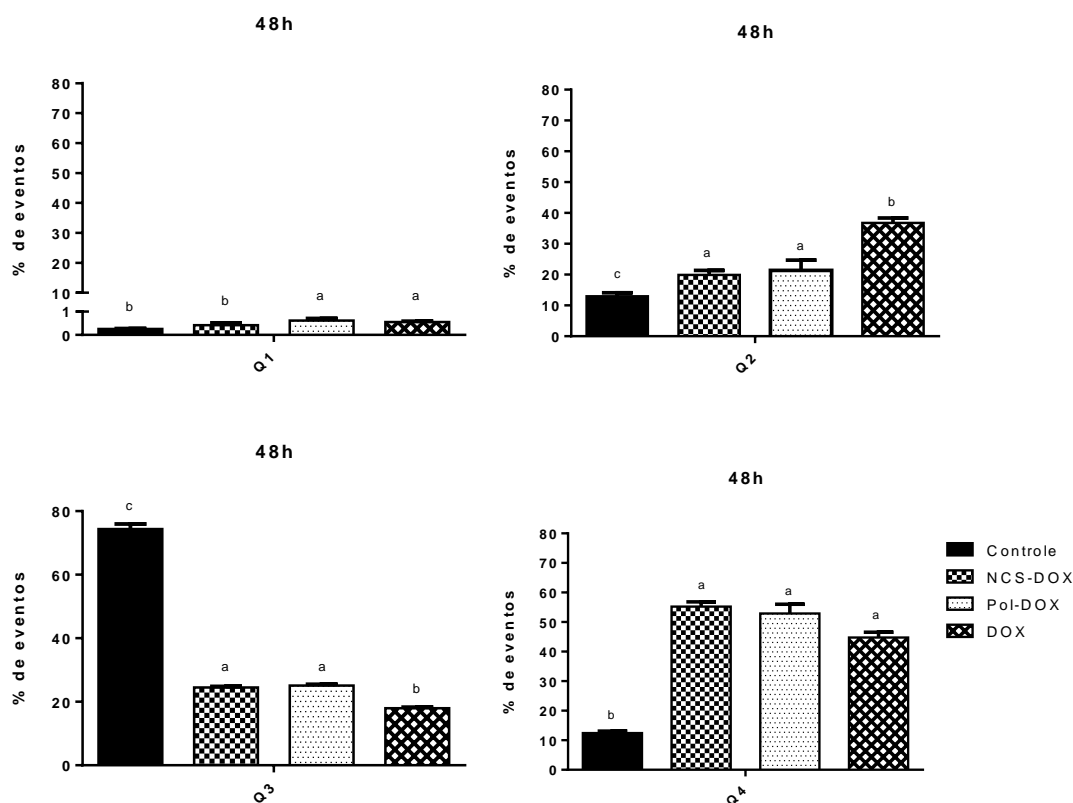 48h
% de eventos
80
70
60
50
40
30
20
10
1
0
b
b
a
a
Q1
48h
% de eventos
80
70
60
50
40
30
20
10
0
c
a
a
b
Q2
48h
% de eventos
80
60
40
20
0
c
a
a
b
Q3
48h
% de eventos
80
70
60
50
40
30
20
10
0
b
a
a
a
Q4
Controle
NCS-DOX
Pol-DOX
DOX